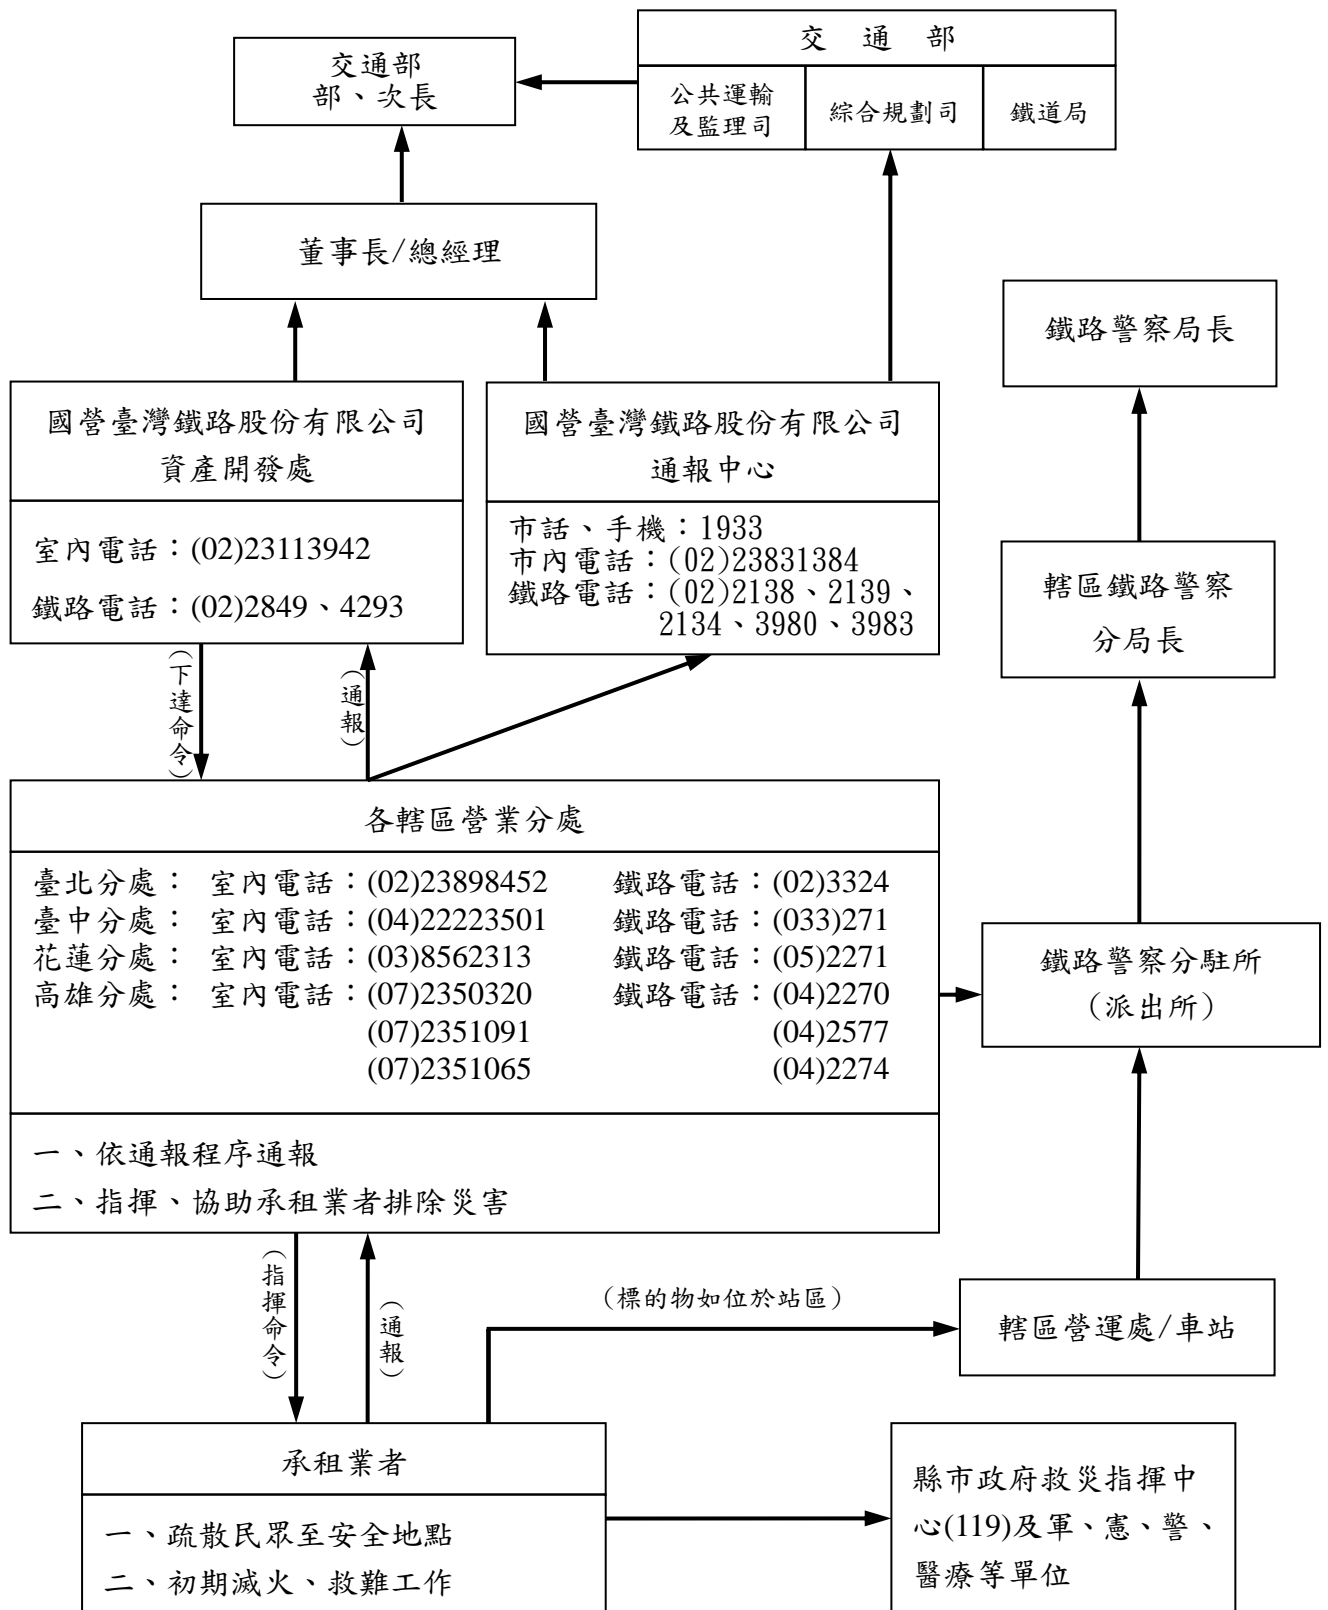 交通部
部、次長
交通部
公共運輸
及監理司
綜合規劃司
鐵道局
董事長/總經理
鐵路警察局長
國營臺灣鐵路股份有限公司
資產開發處
室內電話：(02)23113942
鐵路電話：(02)2849、4293
國營臺灣鐵路股份有限公司
通報中心
市話、手機：1933
市內電話：(02)23831384
鐵路電話：(02)2138、2139、
2134、3980、3983
轄區鐵路警察
分局長
（下達命令）
（通報）
各轄區營業分處
臺北分處： 室內電話：(02)23898452 鐵路電話：(02)3324
臺中分處： 室內電話：(04)22223501 鐵路電話：(033)271
花蓮分處： 室內電話：(03)8562313 鐵路電話：(05)2271
高雄分處： 室內電話：(07)2350320 鐵路電話：(04)2270
(07)2351091 (04)2577
(07)2351065 (04)2274
一、依通報程序通報
二、指揮、協助承租業者排除災害
鐵路警察分駐所
（派出所）
（指揮命令）
（通報）
（標的物如位於站區）
轄區營運處/車站
承租業者
一、疏散民眾至安全地點
二、初期滅火、救難工作
縣市政府救災指揮中
心(119)及軍、憲、警、
醫療等單位